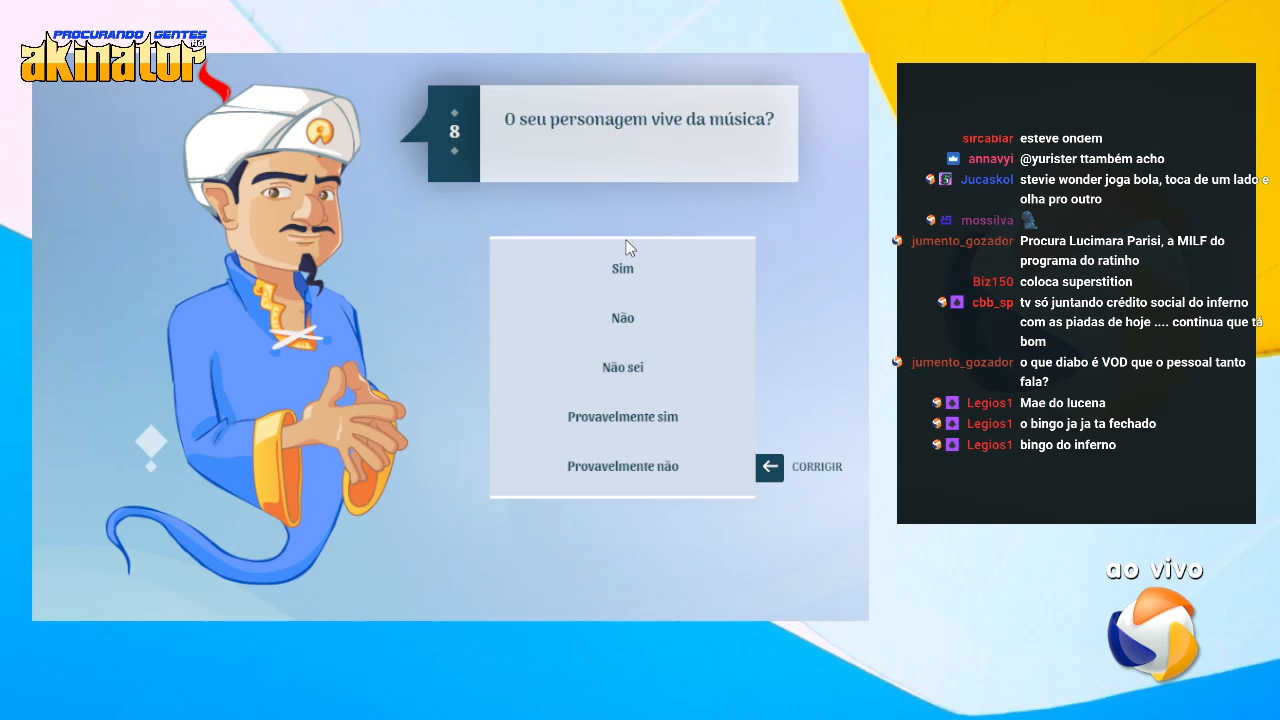 PROCURANDO GENTES
NO
akinator
8
O seu personagem vive da música?
Sim
Não
Não sei
Provavelmente sim
Provavelmente não
CORRIGIR
sircablar esteve ondem
annavyi @yurister ttambém acho
Jucaskol stevie wonder joga bola, toca de um lado e
olha pro outro
mossilva
jumento_gozador Procura Lucimara Parisi, a MILF do
programa do ratinho
Biz150 coloca superstition
cbb_sp tv só juntando crédito social do inferno
com as piadas de hoje .... continua que tá
bom
jumento_gozador o que diabo é VOD que o pessoal tanto
fala?
Legios1 Mae do lucena
Legios1 o bingo ja ja ta fechado
Legios1 bingo do inferno
ao vivo